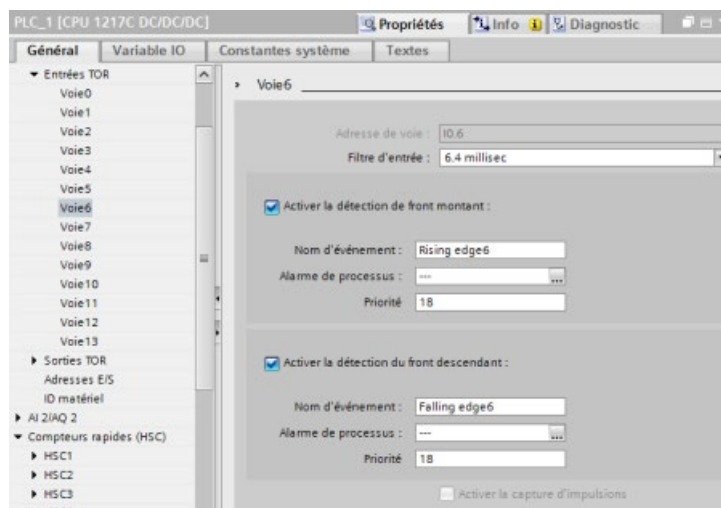 PLC_1 [CPU 1217C DC/DC/DC]
Propriétés
Info
Diagnostic
Général
Variable IO
Constantes système
Textes
Entrées TOR
Voie0
Voie1
Voie2
Voie3
Voie4
Voie5
Voie6
Voie7
Voie8
Voie9
Voie10
Voie11
Voie12
Voie13
Sorties TOR
Adresses E/S
ID matériel
AI 2/AQ 2
Compteurs rapides (HSC)
HSC1
HSC2
HSC3
Voie6
Adresse de voie : I0.6
Filtre d'entrée : 6.4 millisec
Activer la détection de front montant :
Nom d'événement : Rising edge6
Alarme de processus : --- ...
Priorité 18
Activer la détection du front descendant :
Nom d'événement : Falling edge6
Alarme de processus : --- ...
Priorité 18
Activer la capture d'impulsions